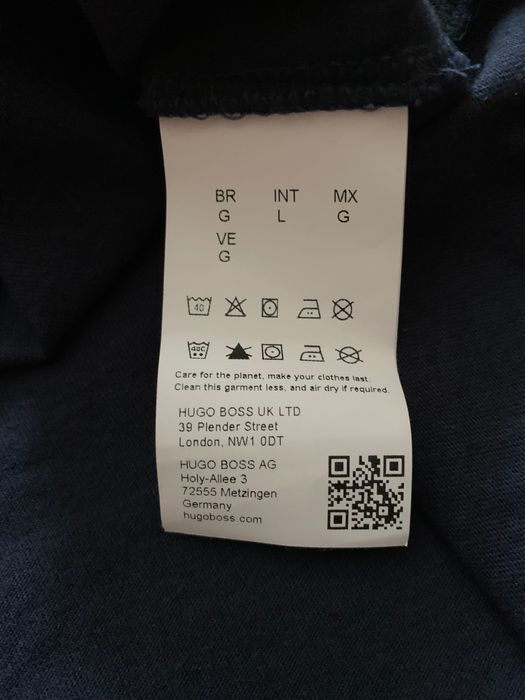 BR INT MX
G L G
VE
G
40
40C
Care for the planet, make your clothes last.
Clean this garment less, and air dry if required.
HUGO BOSS UK LTD
39 Plender Street
London, NW1 0DT
HUGO BOSS AG
Holy-Allee 3
72555 Metzingen
Germany
hugoboss.com